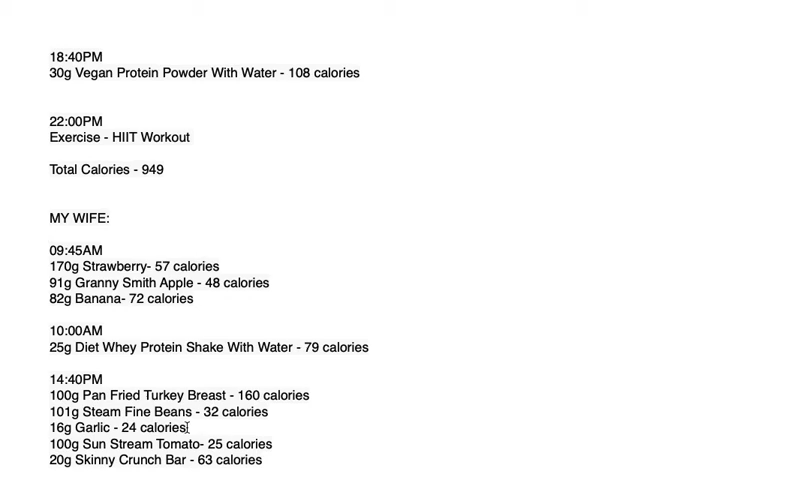 18:40PM
30g Vegan Protein Powder With Water - 108 calories
22:00PM
Exercise - HIIT Workout
Total Calories - 949
MY WIFE:
09:45AM
170g Strawberry- 57 calories
91g Granny Smith Apple - 48 calories
82g Banana- 72 calories
10:00AM
25g Diet Whey Protein Shake With Water - 79 calories
14:40PM
100g Pan Fried Turkey Breast - 160 calories
101g Steam Fine Beans - 32 calories
16g Garlic - 24 calories
100g Sun Stream Tomato- 25 calories
20g Skinny Crunch Bar - 63 calories